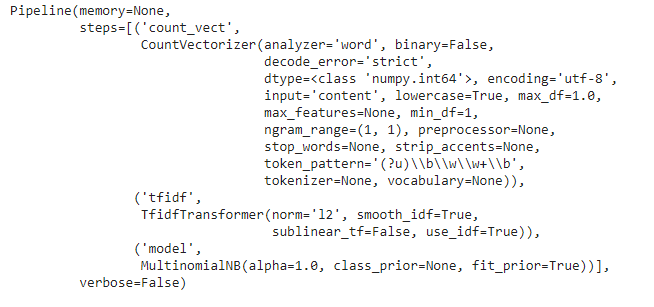 Pipeline(memory=None,
         steps=[('count_vect',
                 CountVectorizer(analyzer='word', binary=False,
                                 decode_error='strict',
                                 dtype=<class 'numpy.int64'>, encoding='utf-8',
                                 input='content', lowercase=True, max_df=1.0,
                                 max_features=None, min_df=1,
                                 ngram_range=(1, 1), preprocessor=None,
                                 stop_words=None, strip_accents=None,
                                 token_pattern='(?u)\\b\\w\\w+\\b',
                                 tokenizer=None, vocabulary=None)),
                ('tfidf',
                 TfidfTransformer(norm='l2', smooth_idf=True,
                                  sublinear_tf=False, use_idf=True)),
                ('model',
                 MultinomialNB(alpha=1.0, class_prior=None, fit_prior=True))],
         verbose=False)